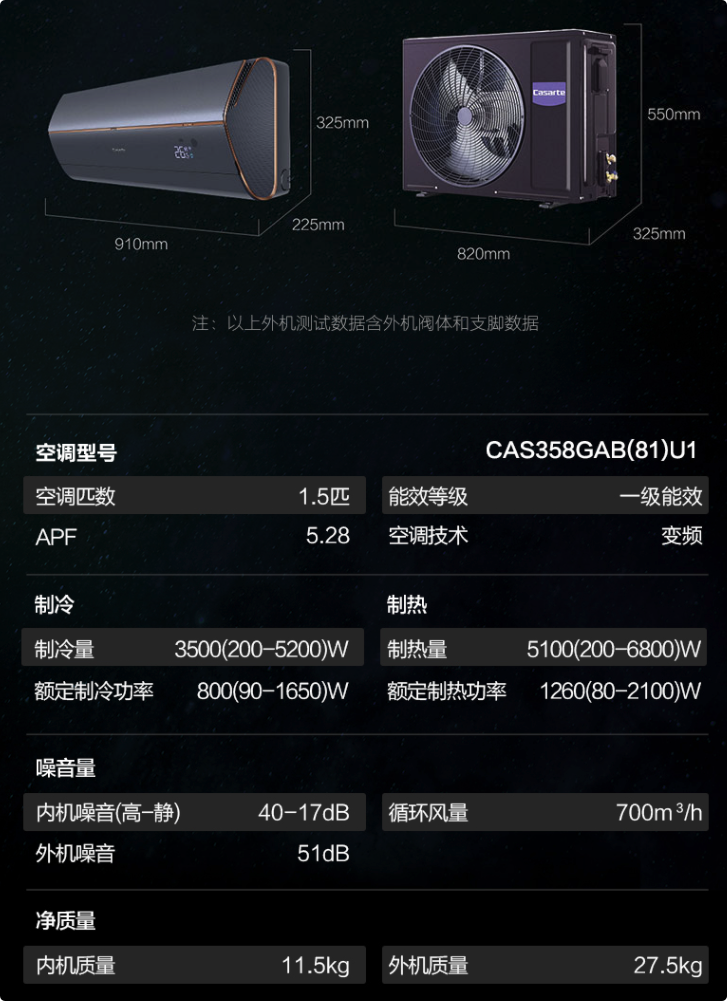 325mm
225mm
910mm
Casarte
550mm
325mm
820mm
注：以上外机测试数据含外机阀体和支脚数据
空调型号 CAS358GAB(81)U1
空调匹数 1.5匹 能效等级 一级能效
APF 5.28 空调技术 变频
制冷 制热
制冷量 3500(200-5200)W 制热量 5100(200-6800)W
额定制冷功率 800(90-1650)W 额定制热功率 1260(80-2100)W
噪音量
内机噪音(高-静) 40-17dB 循环风量 700m³/h
外机噪音 51dB
净质量
内机质量 11.5kg 外机质量 27.5kg